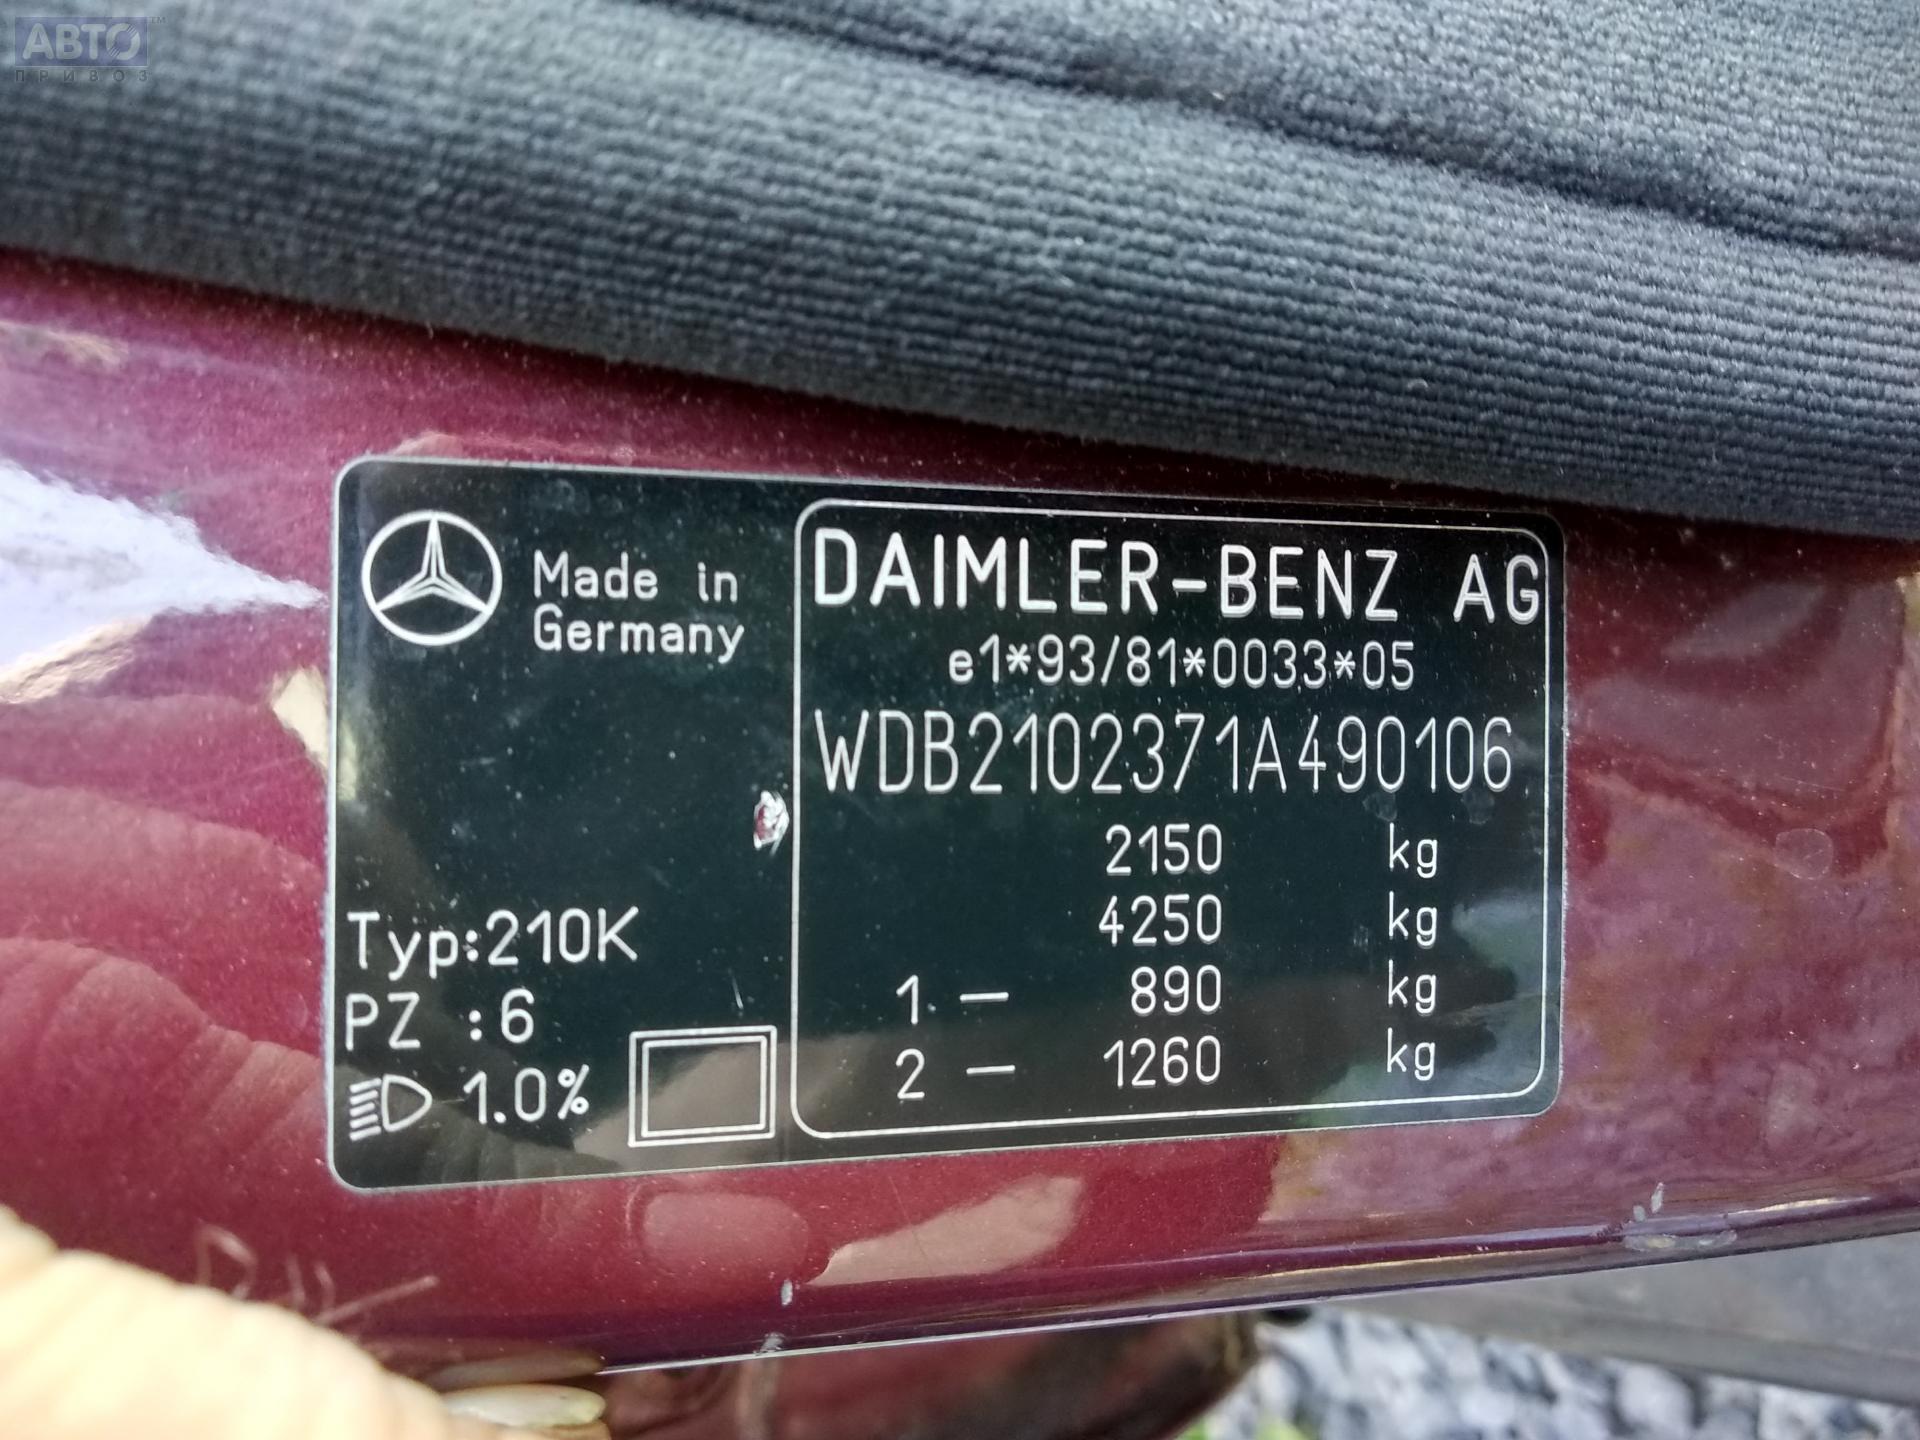 АВТО™
ПРИВОЗ
Made in
Germany
Typ:210K
PZ :6
1.0%
DAIMLER-BENZ AG
e1*93/81*0033*05
WDB2102371A490106
2150 kg
4250 kg
1 — 890 kg
2 — 1260 kg